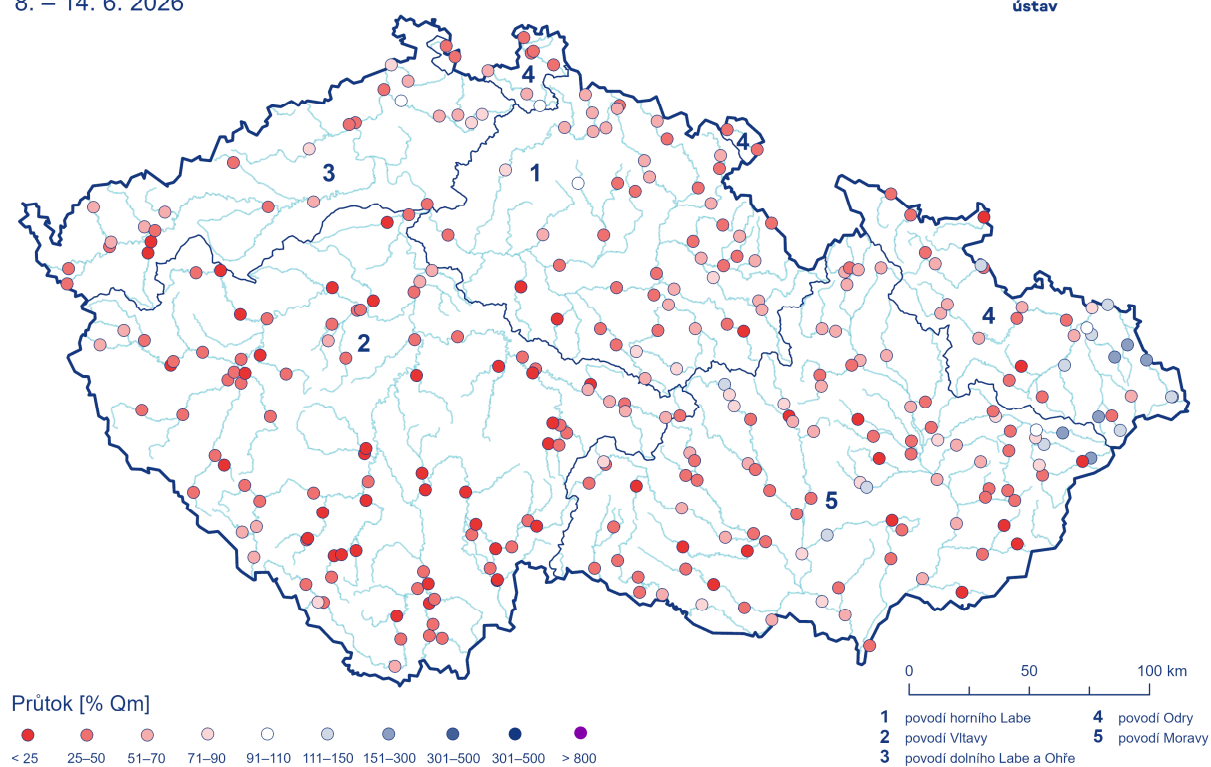 8. – 14. 6. 2026
ústav
4
4
3
1
4
2
5
0 50 100 km
Průtok [% Qm]
< 25 25–50 51–70 71–90 91–110 111–150 151–300 301–500 301–500 > 800
1 povodí horního Labe
2 povodí Vltavy
3 povodí dolního Labe a Ohře
4 povodí Odry
5 povodí Moravy